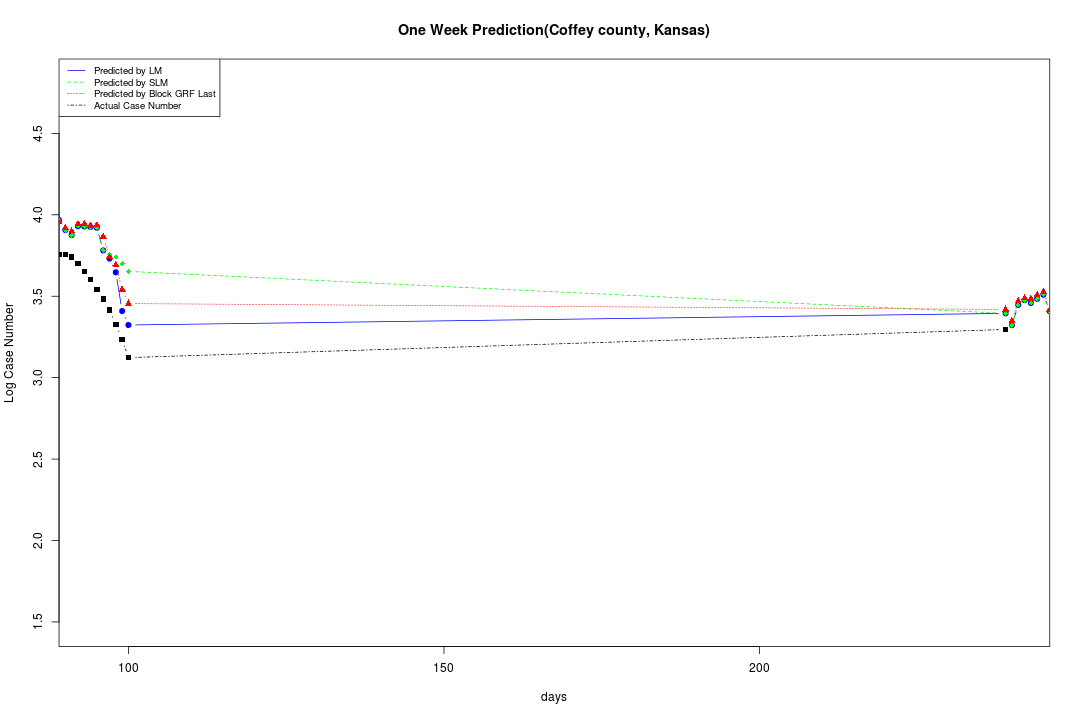 One Week Prediction(Coffey county, Kansas)
Predicted by LM
Predicted by SLM
Predicted by Block GRF Last
Actual Case Number
4.5
4.0
3.5
3.0
2.5
2.0
1.5
Log Case Number
100
150
200
days